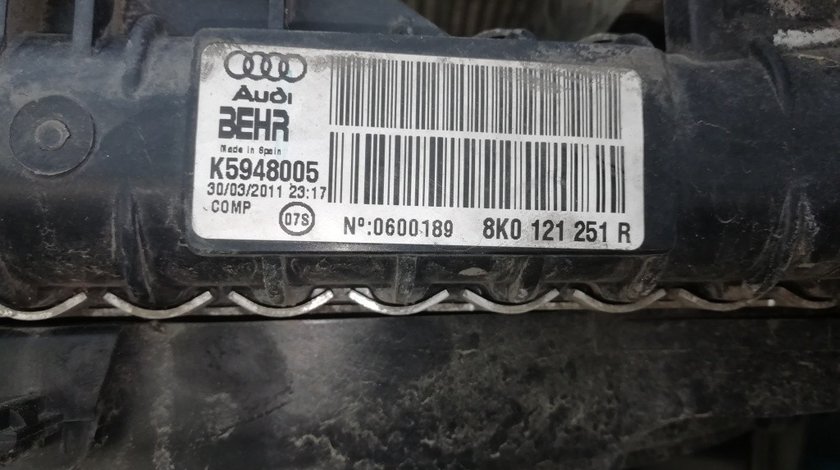 Audi
BEHR
Made in Spain
K5948005
30/03/2011 23:17
COMP
07S
Nº:0600189
8K0 121 251 R